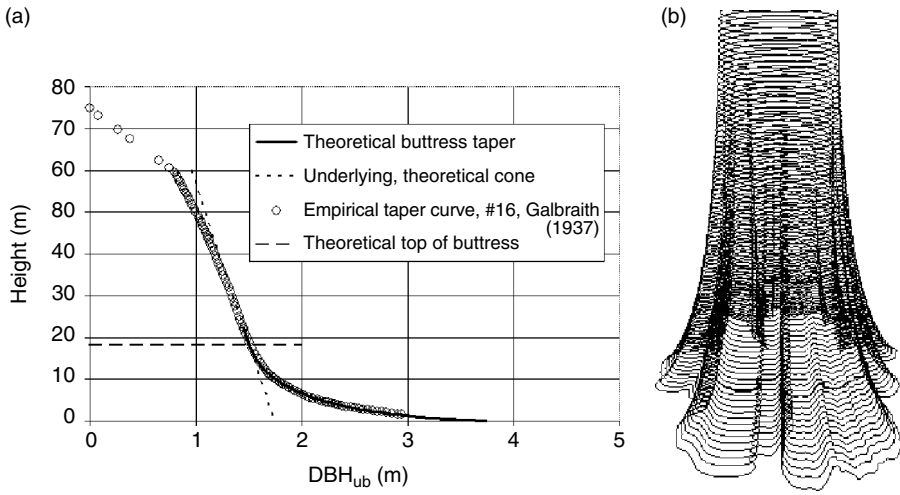 (a)
80
70
60
80
40
30
20
10
0
Height (m)
0 1 2 3 4 5
DBHub (m)
Theoretical buttress taper
Underlying, theoretical cone
Empirical taper curve, #16, Galbraith
(1937)
Theoretical top of buttress
(b)